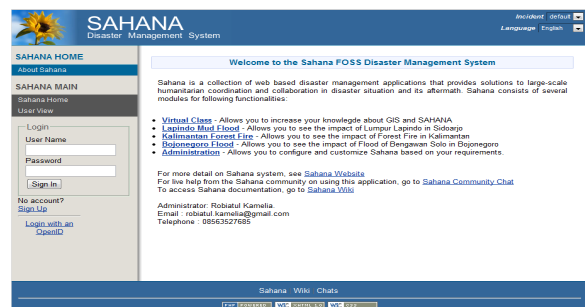 SAHANA
Disaster Management System
Incident default
Language English
SAHANA HOME
About Sahana
SAHANA MAIN
Sahana Home
User View
Login
User Name
Password
Sign In
No account?
Sign Up
Login with an
OpenID
Welcome to the Sahana FOSS Disaster Management System
Sahana is a collection of web based disaster management applications that provides solutions to large-scale
humanitarian coordination and collaboration in disaster situation and its aftermath. Sahana consists of several
modules for following functionalities:
Virtual Class - Allows you to increase your knowlegde about GIS and SAHANA
Lapindo Mud Flood - Allows you to see the impact of Lumpur Lapindo in Sidoarjo
Kalimantan Forest Fire - Allows you to see the impact of Forest Fire in Kalimantan
Bojonegoro Flood - Allows you to see the impact of Flood of Bengawan Solo in Bojonegoro
Administration - Allows you to configure and customize Sahana based on your requirements.
For more detail on Sahana system, see Sahana Website
For live help from the Sahana community on using this application, go to Sahana Community Chat
To access Sahana documentation, go to Sahana Wiki
Administrator: Robiatul Kamelia.
Email : robiatul.kamelia@gmail.com
Telephone : 08563527685
Sahana Wiki Chats
PHP POWERED W3C XHTML 1.0 W3C CSS